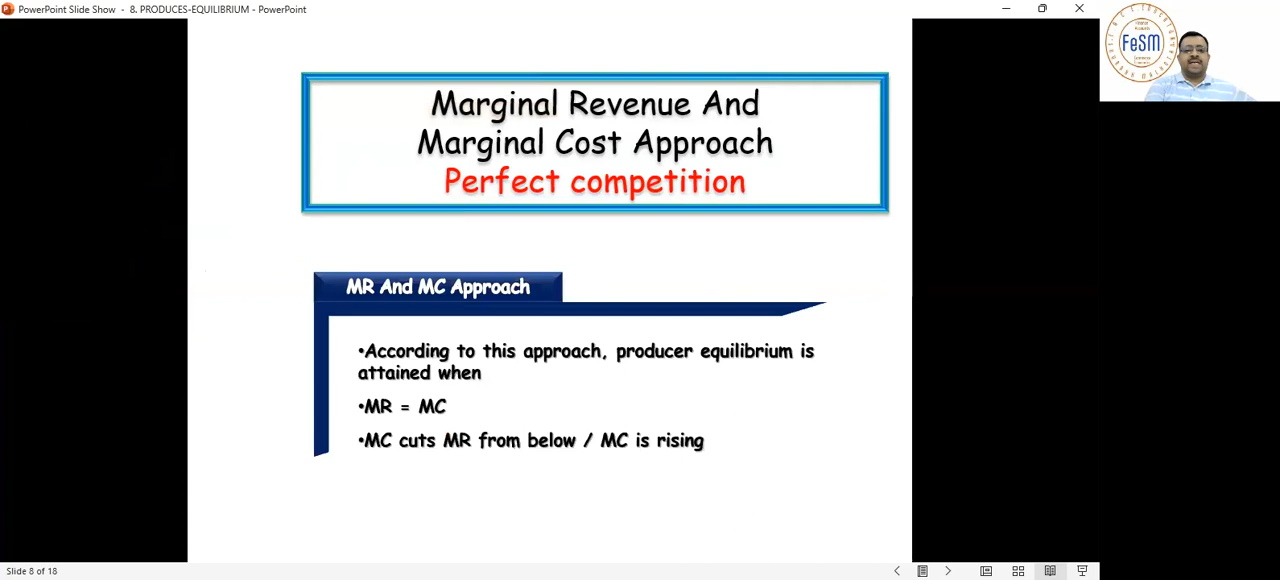 PowerPoint Slide Show - 8. PRODUCES-EQUILIBRIUM - PowerPoint
FeSM
Marginal Revenue And
Marginal Cost Approach
Perfect competition
MR And MC Approach
•According to this approach, producer equilibrium is
attained when
•MR = MC
•MC cuts MR from below / MC is rising
Slide 8 of 18